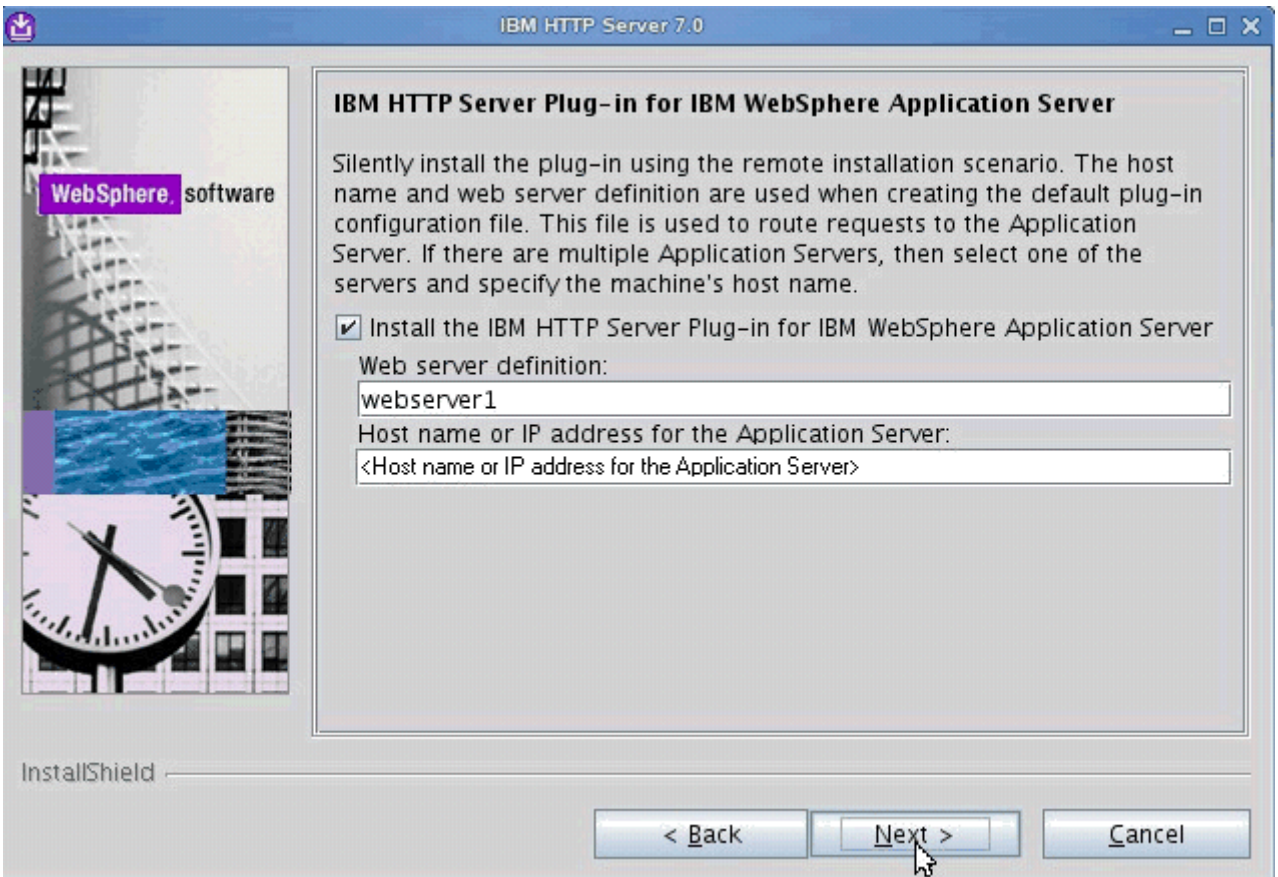 IBM HTTP Server 7.0
WebSphere software
IBM HTTP Server Plug-in for IBM WebSphere Application Server
Silently install the plug-in using the remote installation scenario. The host
name and web server definition are used when creating the default plug-in
configuration file. This file is used to route requests to the Application
Server. If there are multiple Application Servers, then select one of the
servers and specify the machine's host name.
Install the IBM HTTP Server Plug-in for IBM WebSphere Application Server
Web server definition:
webserver1
Host name or IP address for the Application Server:
<Host name or IP address for the Application Server>
InstallShield
< Back
Next >
Cancel